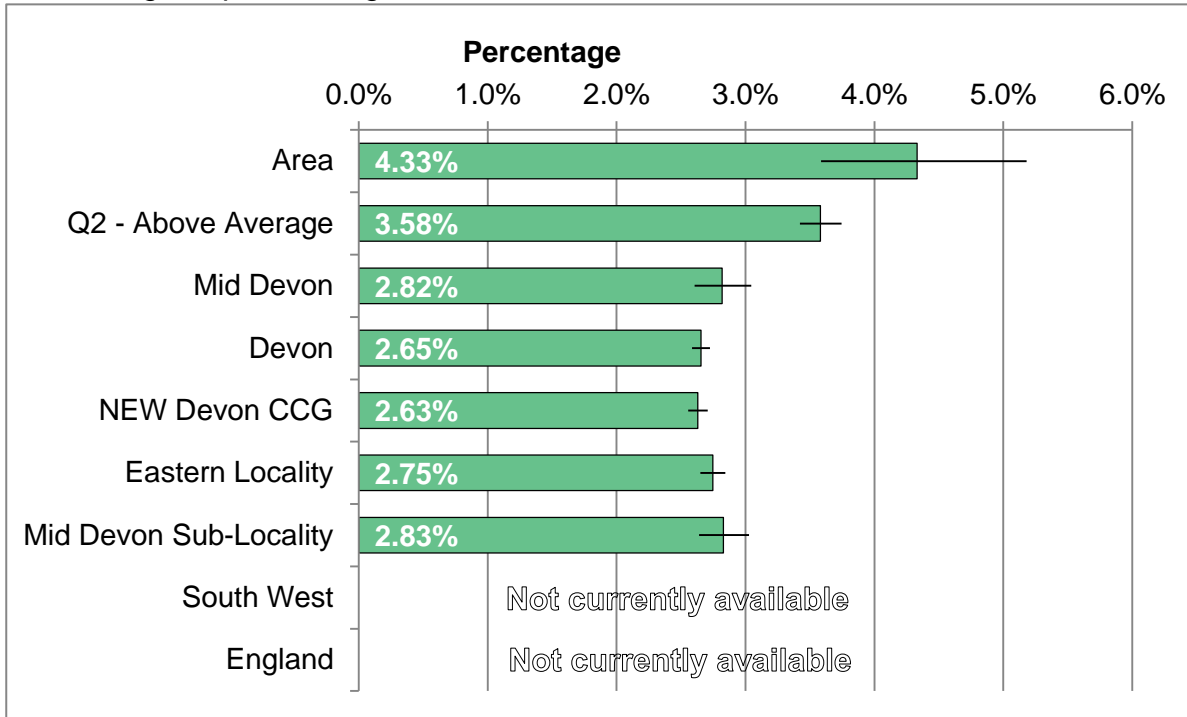 Percentage
0.0% 1.0% 2.0% 3.0% 4.0% 5.0% 6.0%
Area 4.33%
Q2 - Above Average 3.58%
Mid Devon 2.82%
Devon 2.65%
NEW Devon CCG 2.63%
Eastern Locality 2.75%
Mid Devon Sub-Locality 2.83%
South West Not currently available
England Not currently available